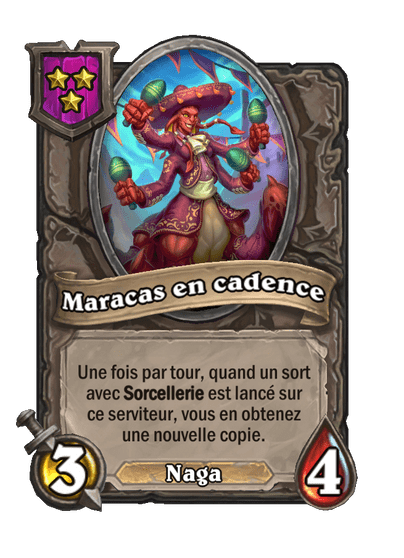 Maracas en cadence
Une fois par tour, quand un sort
avec Sorcellerie est lancé sur
ce serviteur, vous en obtenez
une nouvelle copie.
3
Naga
4